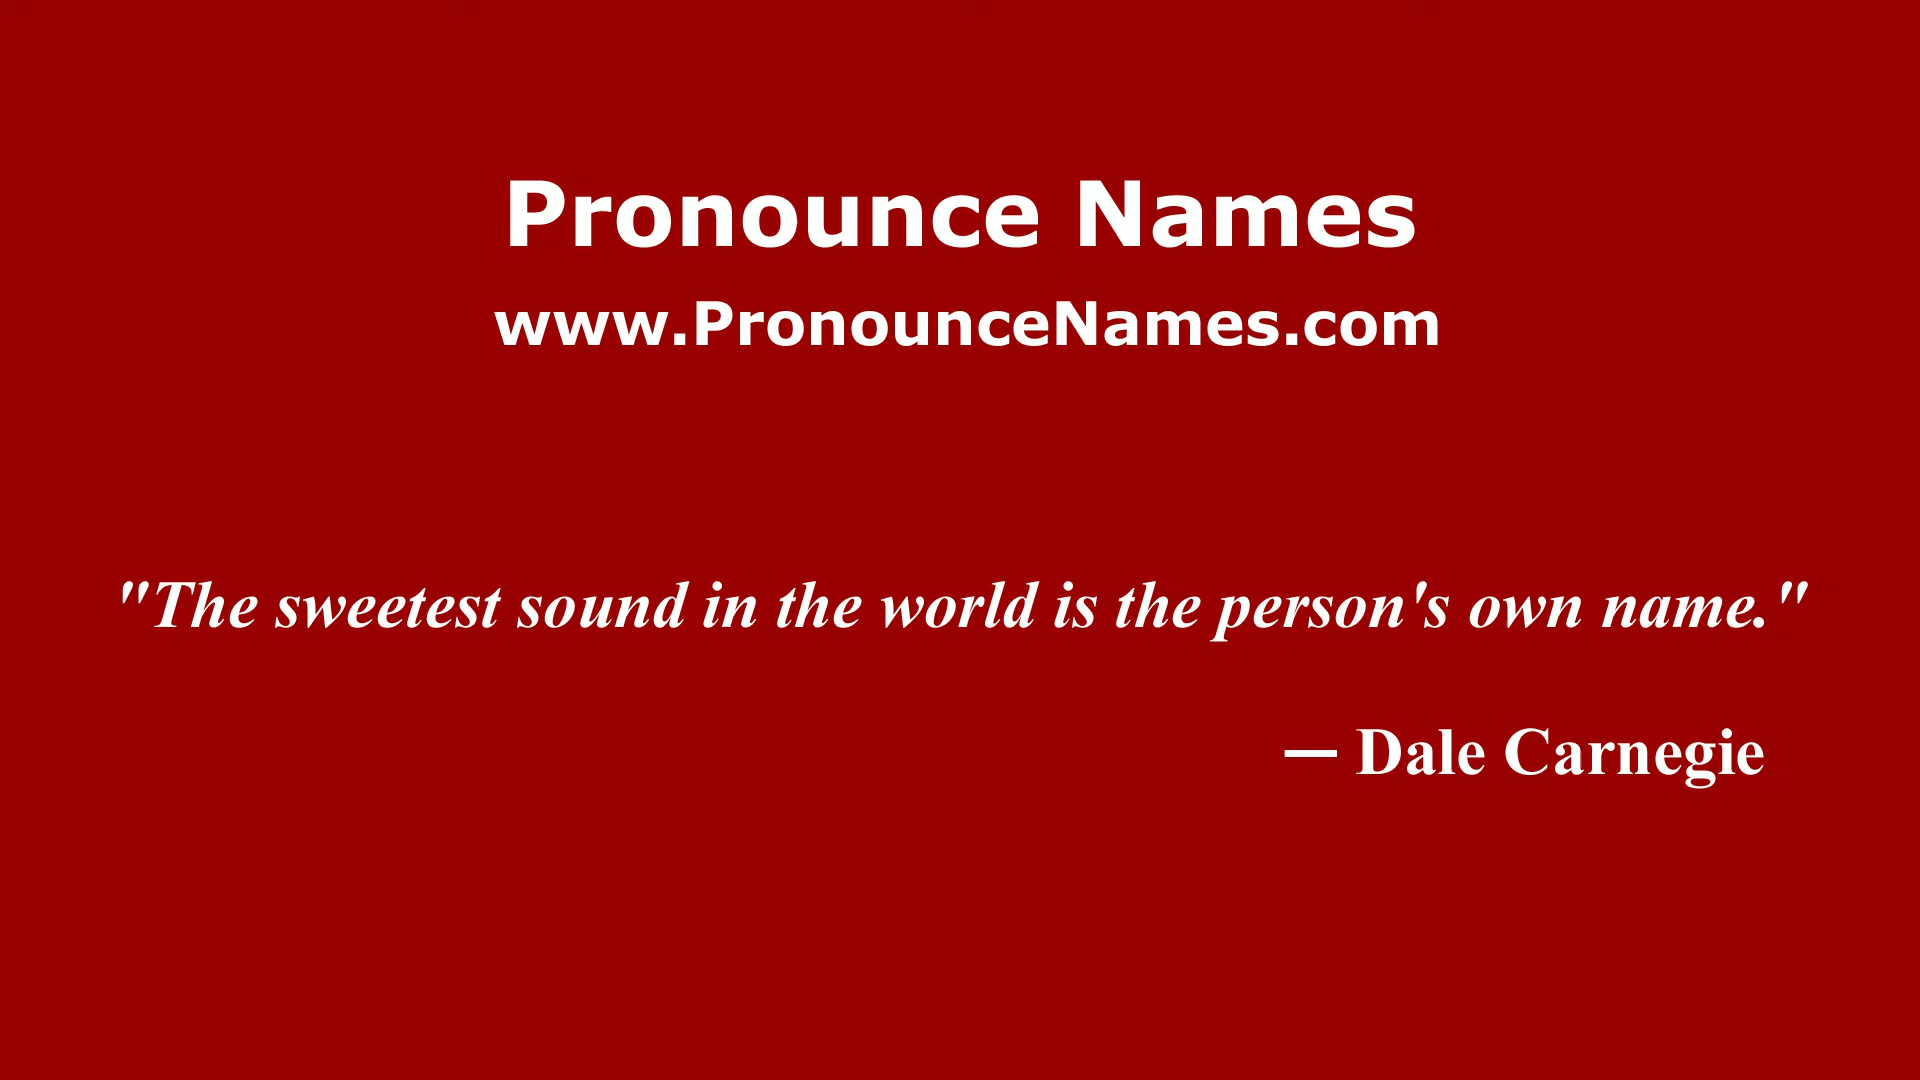 Pronounce Names
www.PronounceNames.com
"The sweetest sound in the world is the person's own name."
— Dale Carnegie